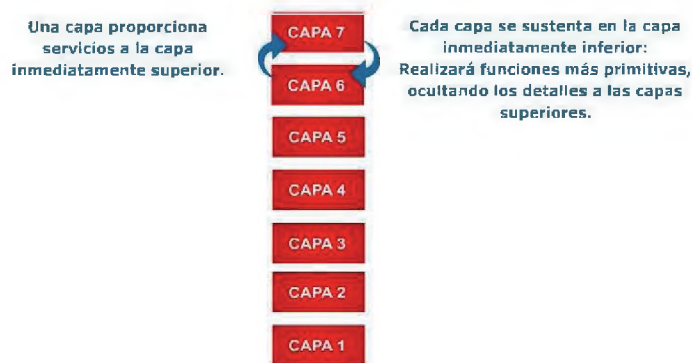 Una capa proporciona
servicios a la capa
inmediatamente superior.
CAPA 7
CAPA 6
CAPA 5
CAPA 4
CAPA 3
CAPA 2
CAPA 1
Cada capa se sustenta en la capa
inmediatamente inferior:
Realizará funciones más primitivas,
ocultando los detalles a las capas
superiores.